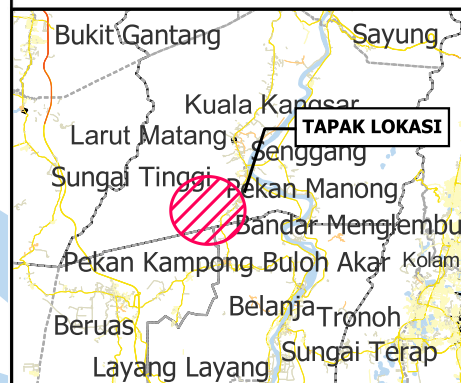 Bukit Gantang
Sayung
Kuala Kangsar
TAPAK LOKASI
Larut Matang
Senggang
Sungai Tinggi
Pekan Manong
Bandar Menglembu
Pekan Kampong Buloh Akar
Kolam
Belanja
Tronoh
Beruas
Sungai Terap
Layang Layang